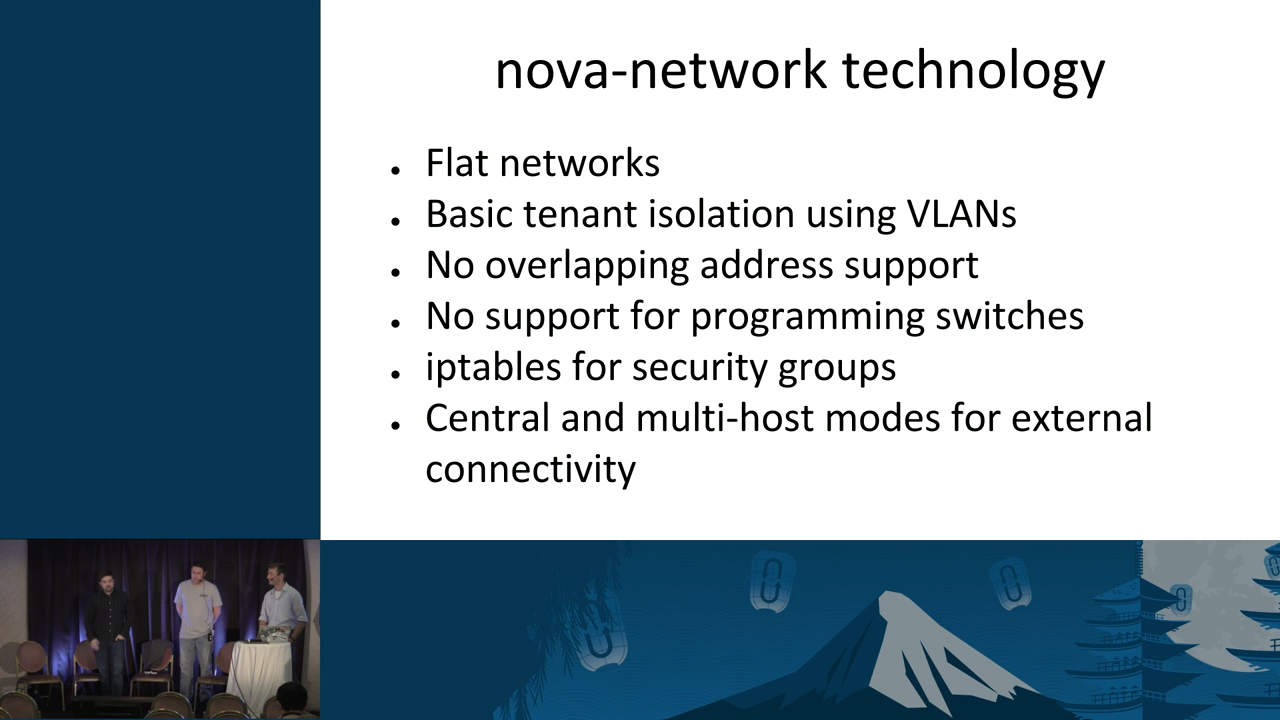 nova-network technology
• Flat networks
• Basic tenant isolation using VLANs
• No overlapping address support
• No support for programming switches
• iptables for security groups
• Central and multi-host modes for external
connectivity